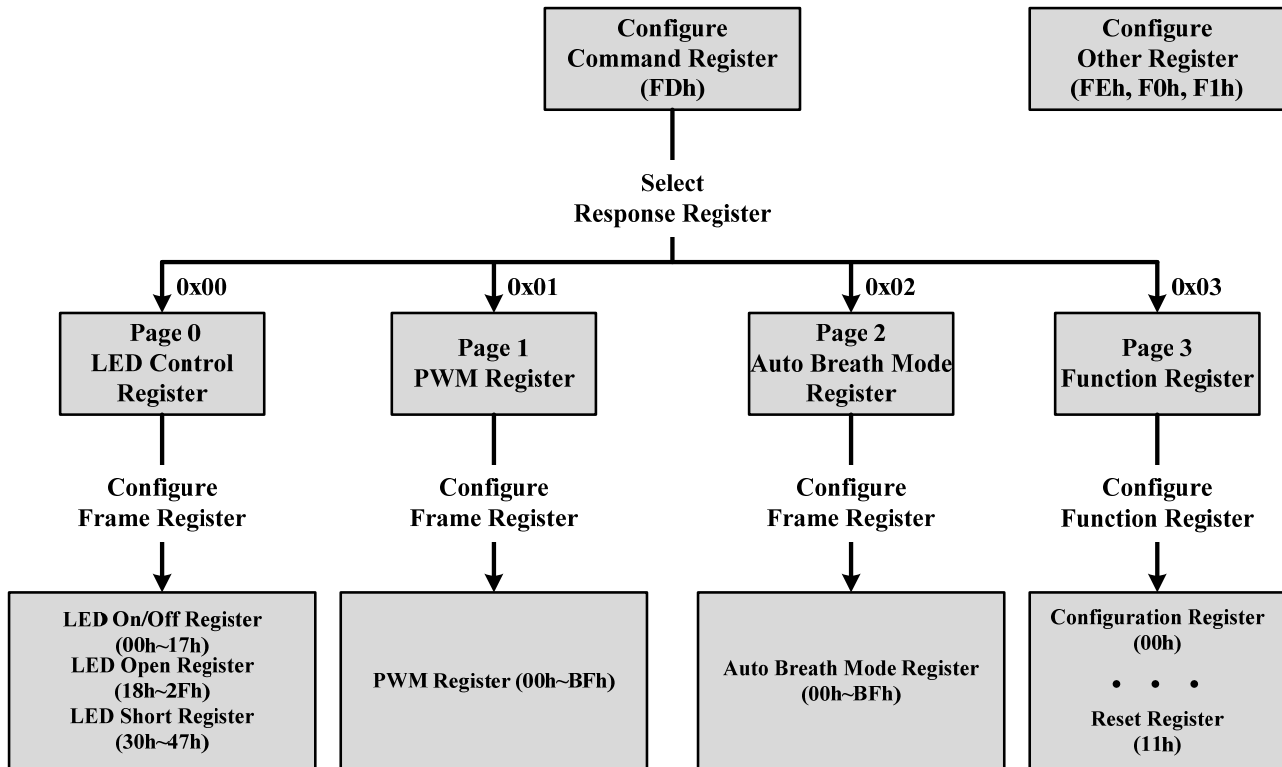 Configure
Command Register
(FDh)
Configure
Other Register
(FEh, F0h, F1h)
Select
Response Register
0x00
0x01
0x02
0x03
Page 0
LED Control
Register
Page 1
PWM Register
Page 2
Auto Breath Mode
Register
Page 3
Function Register
Configure
Frame Register
Configure
Frame Register
Configure
Frame Register
Configure
Function Register
LED On/Off Register
(00h~17h)
LED Open Register
(18h~2Fh)
LED Short Register
(30h~47h)
PWM Register (00h~BFh)
Auto Breath Mode Register
(00h~BFh)
Configuration Register
(00h)
• • •
Reset Register
(11h)